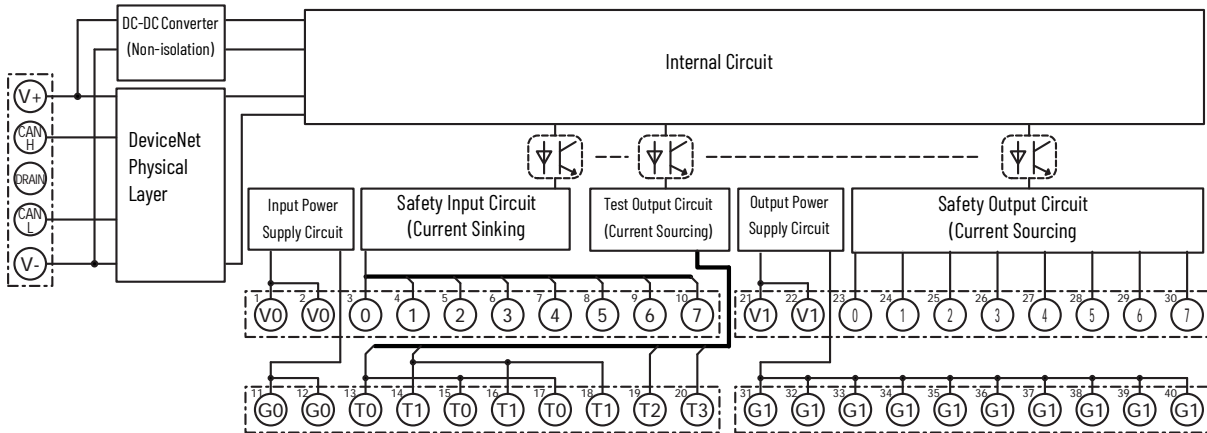 DC-DC Converter
(Non-isolation)
Internal Circuit
V+
CAN
H
DRAIN
CAN
L
V-
DeviceNet
Physical
Layer
Input Power
Supply Circuit
Safety Input Circuit
(Current Sinking
Test Output Circuit
(Current Sourcing)
Output Power
Supply Circuit
Safety Output Circuit
(Current Sourcing
1 2 3 4 5 6 7 8 9 10 21 22 23 24 25 26 27 28 29 30
V0 V0 0 1 2 3 4 5 6 7 V1 V1 0 1 2 3 4 5 6 7
11 12 13 14 15 16 17 18 19 20 31 32 33 34 35 36 37 38 39 40
G0 G0 T0 T1 T0 T1 T0 T1 T2 T3 G1 G1 G1 G1 G1 G1 G1 G1 G1 G1